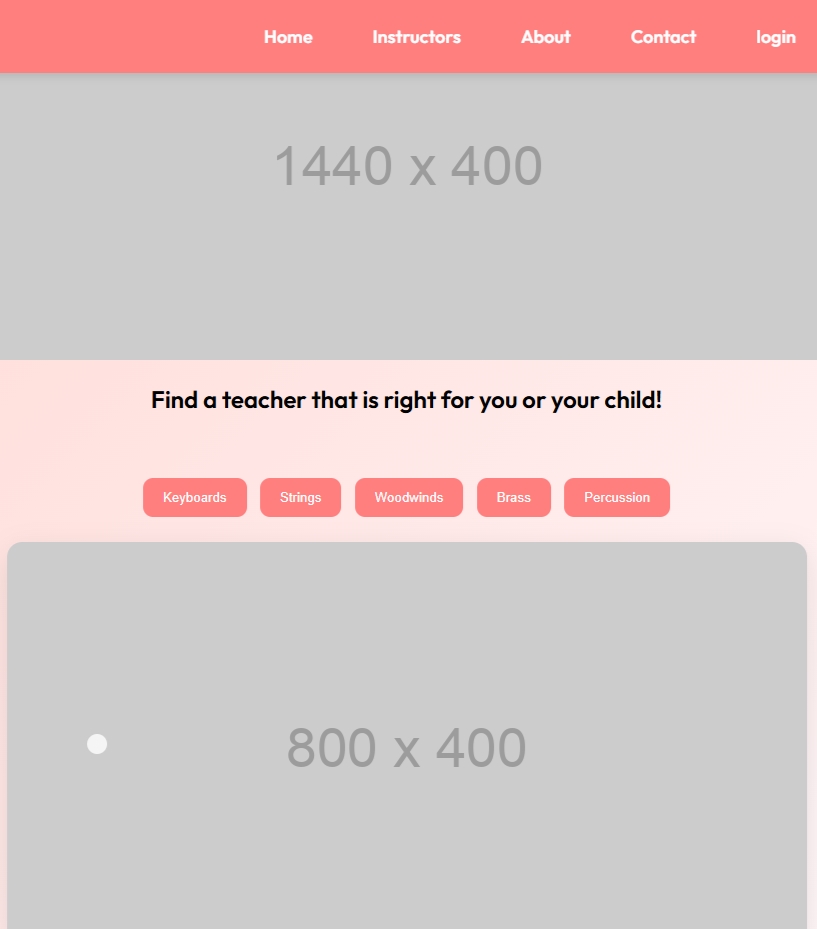 Home Instructors About Contact login
1440 x 400
Find a teacher that is right for you or your child!
Keyboards Strings Woodwinds Brass Percussion
800 x 400